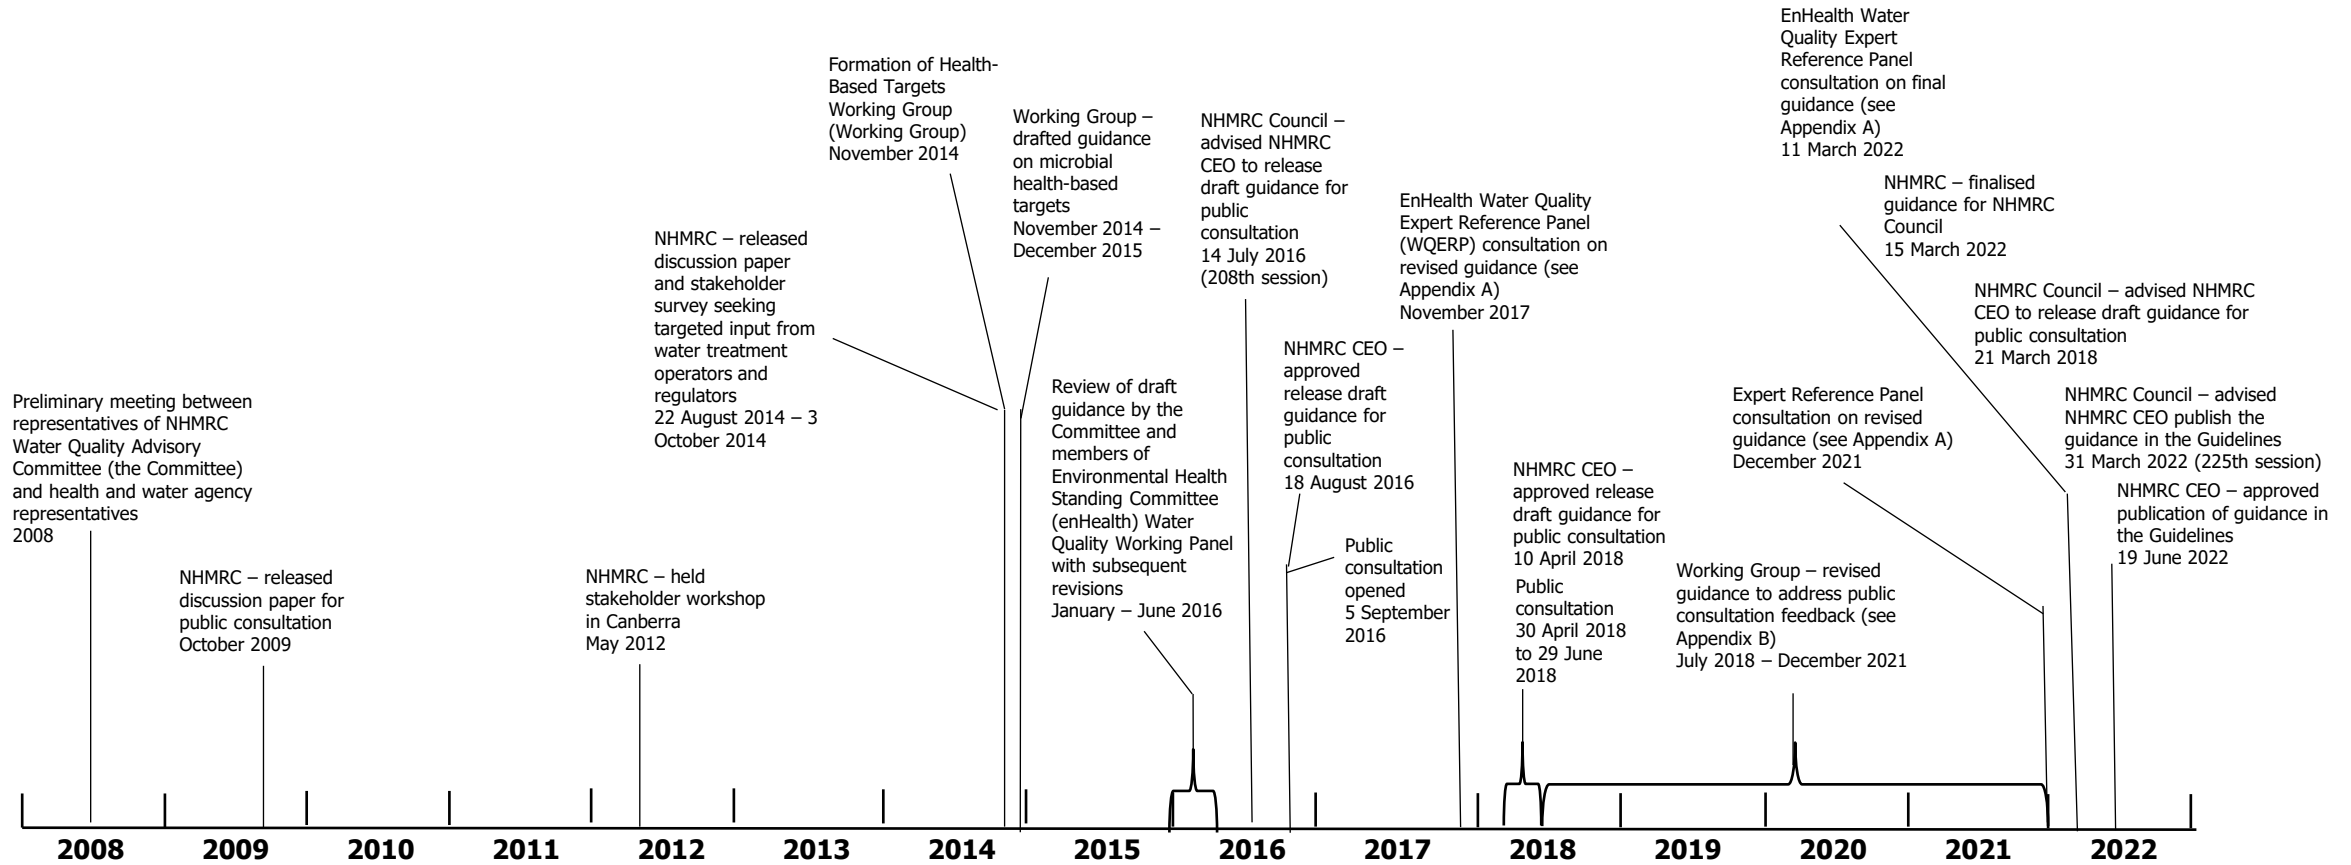 Preliminary meeting between
representatives of NHMRC
Water Quality Advisory
Committee (the Committee)
and health and water agency
representatives
2008
NHMRC – released
discussion paper for
public consultation
October 2009
NHMRC – held
stakeholder workshop
in Canberra
May 2012
NHMRC – released
discussion paper
and stakeholder
survey seeking
targeted input from
water treatment
operators and
regulators
22 August 2014 – 3
October 2014
Formation of Health-
Based Targets
Working Group
(Working Group)
November 2014
Working Group –
drafted guidance
on microbial
health-based
targets
November 2014 –
December 2015
Review of draft
guidance by the
Committee and
members of
Environmental Health
Standing Committee
(enHealth) Water
Quality Working Panel
with subsequent
revisions
January – June 2016
NHMRC Council –
advised NHMRC
CEO to release
draft guidance for
public
consultation
14 July 2016
(208th session)
NHMRC CEO –
approved
release draft
guidance for
public
consultation
18 August 2016
Public
consultation
opened
5 September
2016
EnHealth Water Quality
Expert Reference Panel
(WQERP) consultation on
revised guidance (see
Appendix A)
November 2017
NHMRC CEO –
approved release
draft guidance for
public consultation
10 April 2018
Public
consultation
30 April 2018
to 29 June
2018
Working Group – revised
guidance to address public
consultation feedback (see
Appendix B)
July 2018 – December 2021
Expert Reference Panel
consultation on revised
guidance (see Appendix A)
December 2021
EnHealth Water
Quality Expert
Reference Panel
consultation on final
guidance (see
Appendix A)
11 March 2022
NHMRC – finalised
guidance for NHMRC
Council
15 March 2022
NHMRC Council – advised NHMRC
CEO to release draft guidance for
public consultation
21 March 2018
NHMRC Council – advised
NHMRC CEO publish the
guidance in the Guidelines
31 March 2022 (225th session)
NHMRC CEO – approved
publication of guidance in
the Guidelines
19 June 2022
2008 2009 2010 2011 2012 2013 2014 2015 2016 2017 2018 2019 2020 2021 2022